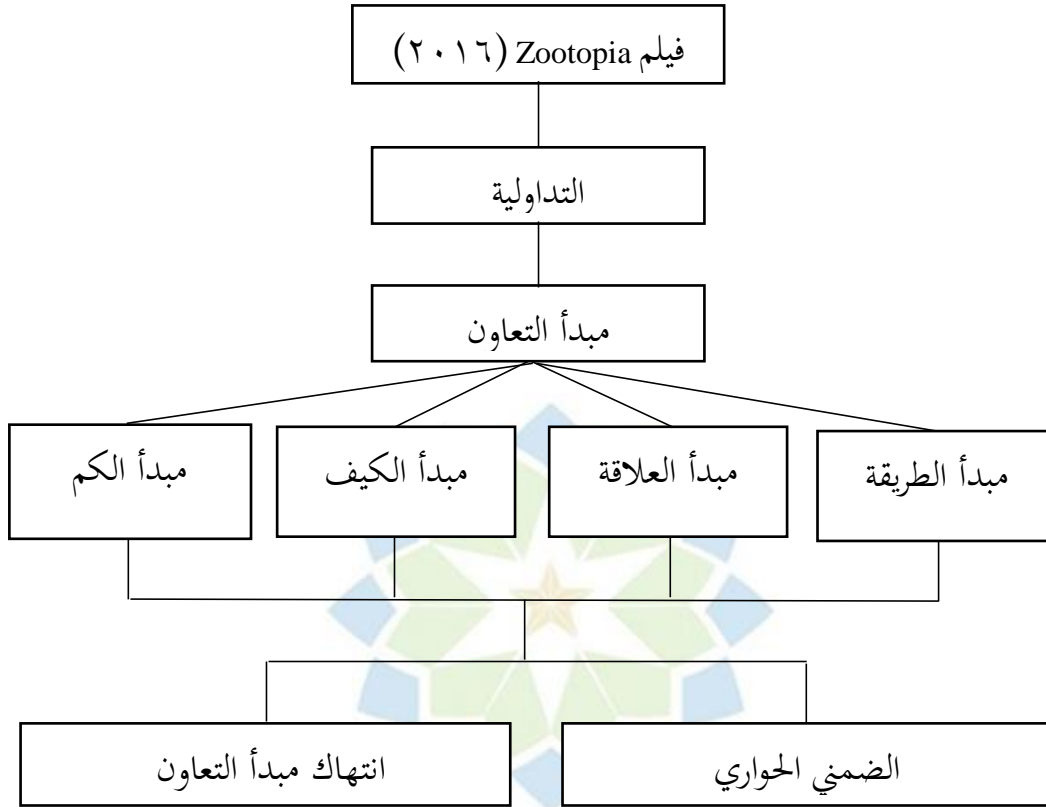 فيلم Zootopia (٢٠١٦)
التداولية
مبدأ التعاون
مبدأ الطريقة
مبدأ العلاقة
مبدأ الكيف
مبدأ الكم
الضمني الحواري
انتهاك مبدأ التعاون